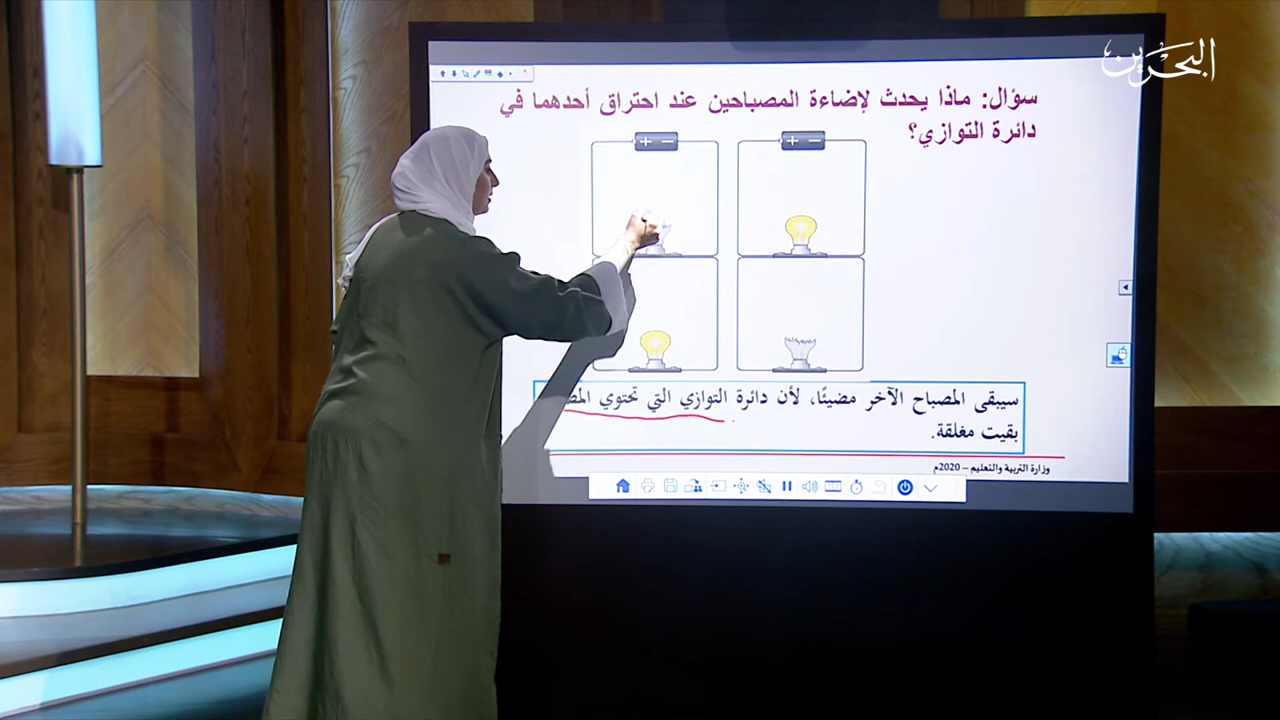 البحرين
سؤال: ماذا يحدث لإضاءة المصباحين عند احتراق أحدهما في
دائرة التوازي؟
+ −
+ −
سيبقى المصباح الآخر مضيئًا، لأن دائرة التوازي التي تحتوي
بقيت مغلقة.
وزارة التربية والتعليم – 2020م